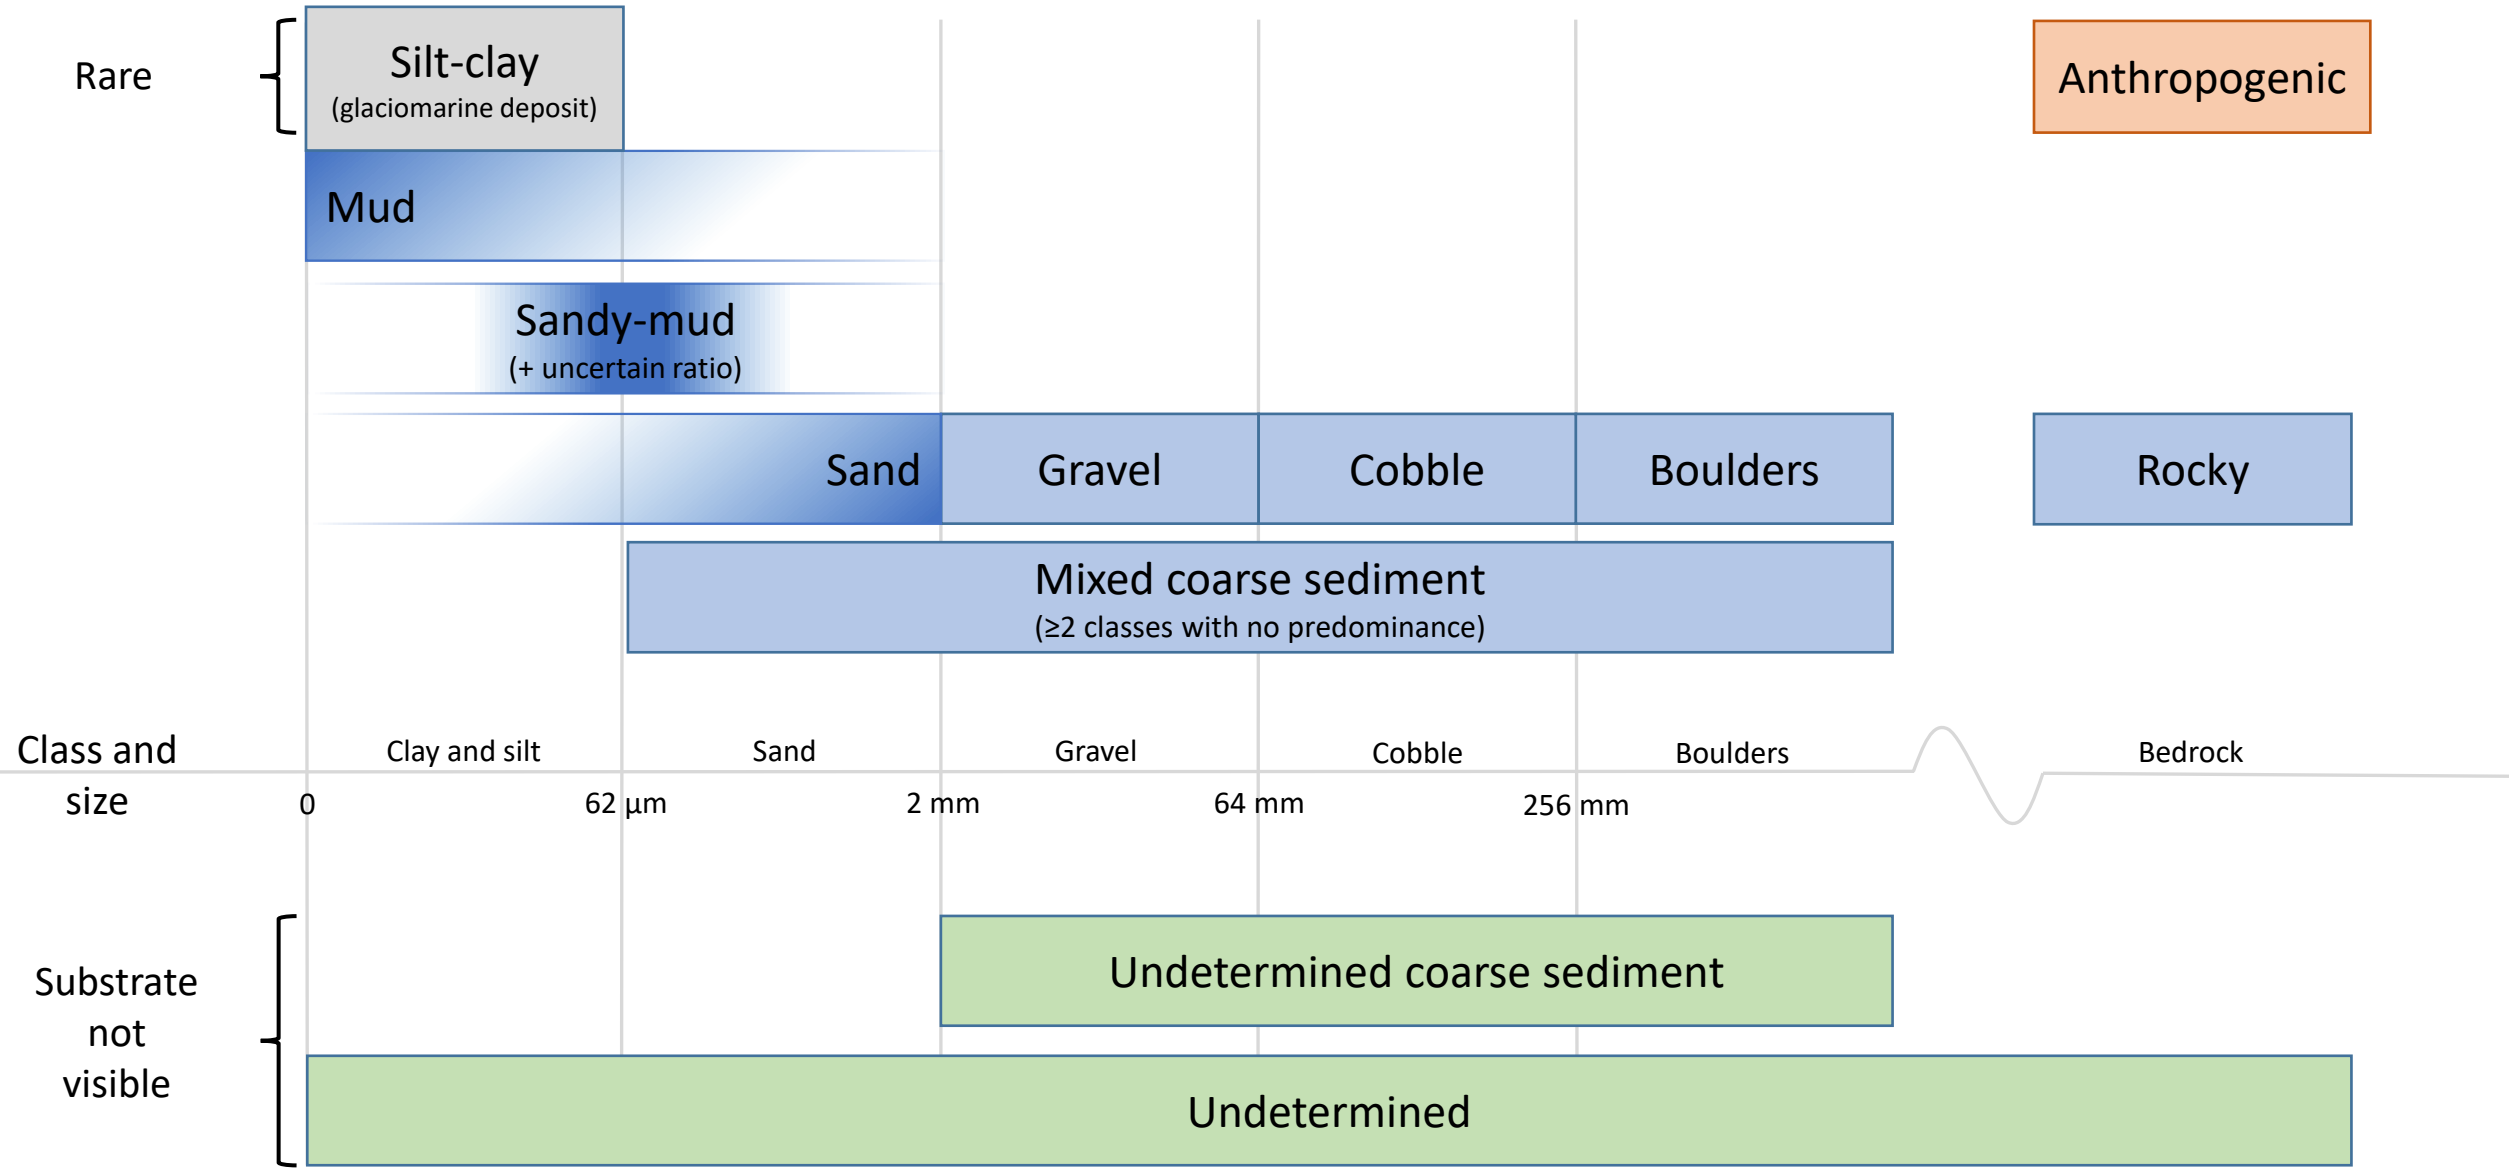 Rare
Silt-clay
(glaciomarine deposit)
Anthropogenic
Mud
Sandy-mud
(+ uncertain ratio)
Sand
Gravel
Cobble
Boulders
Rocky
Mixed coarse sediment
(≥2 classes with no predominance)
Class and
size
Clay and silt
Sand
Gravel
Cobble
Boulders
Bedrock
0
62 µm
2 mm
64 mm
256 mm
Substrate
not
visible
Undetermined coarse sediment
Undetermined